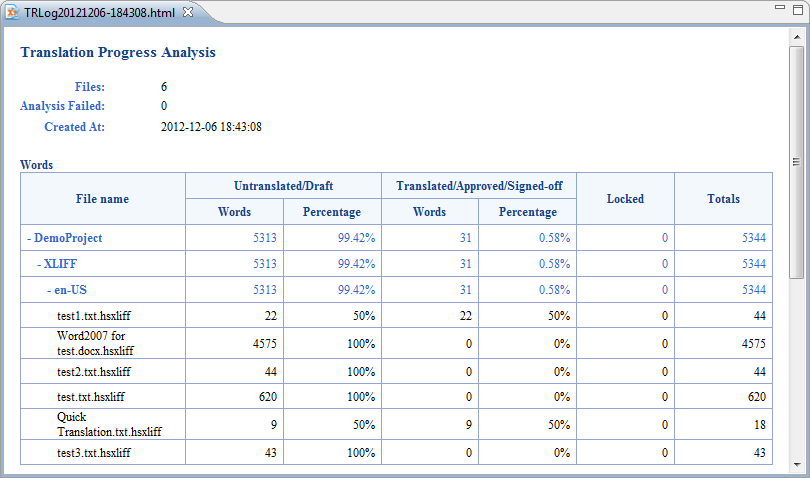 TRLog20121206-184308.html
Translation Progress Analysis
Files: 6
Analysis Failed: 0
Created At: 2012-12-06 18:43:08
Words
File name Untranslated/Draft Translated/Approved/Signed-off Locked Totals
Words Percentage Words Percentage
- DemoProject 5313 99.42% 31 0.58% 0 5344
- XLIFF 5313 99.42% 31 0.58% 0 5344
- en-US 5313 99.42% 31 0.58% 0 5344
test1.txt.hsxliff 22 50% 22 50% 0 44
Word2007 for
test.docx.hsxliff 4575 100% 0 0% 0 4575
test2.txt.hsxliff 44 100% 0 0% 0 44
test.txt.hsxliff 620 100% 0 0% 0 620
Quick
Translation.txt.hsxliff 9 50% 9 50% 0 18
test3.txt.hsxliff 43 100% 0 0% 0 43